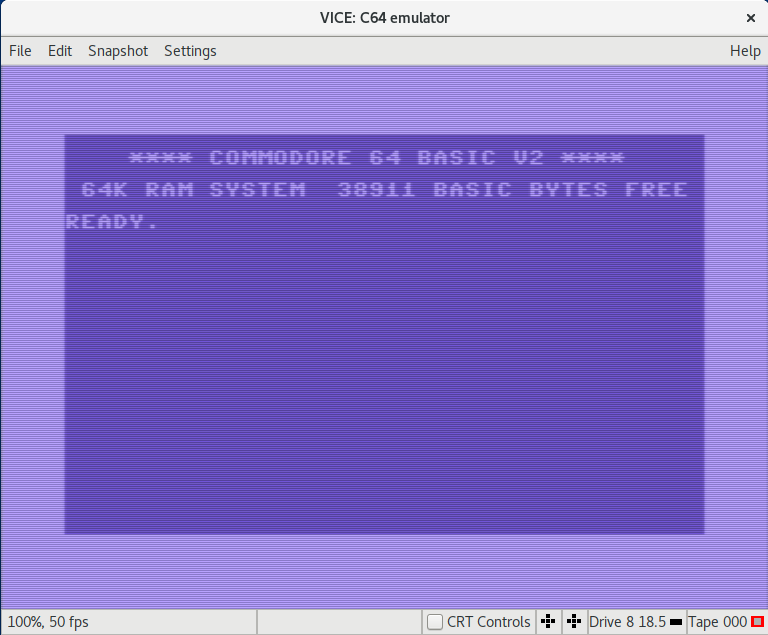 VICE: C64 emulator
File Edit Snapshot Settings Help
**** COMMODORE 64 BASIC V2 ****
64K RAM SYSTEM 38911 BASIC BYTES FREE
READY.
100%, 50 fps CRT Controls Drive 8 18.5 Tape 000